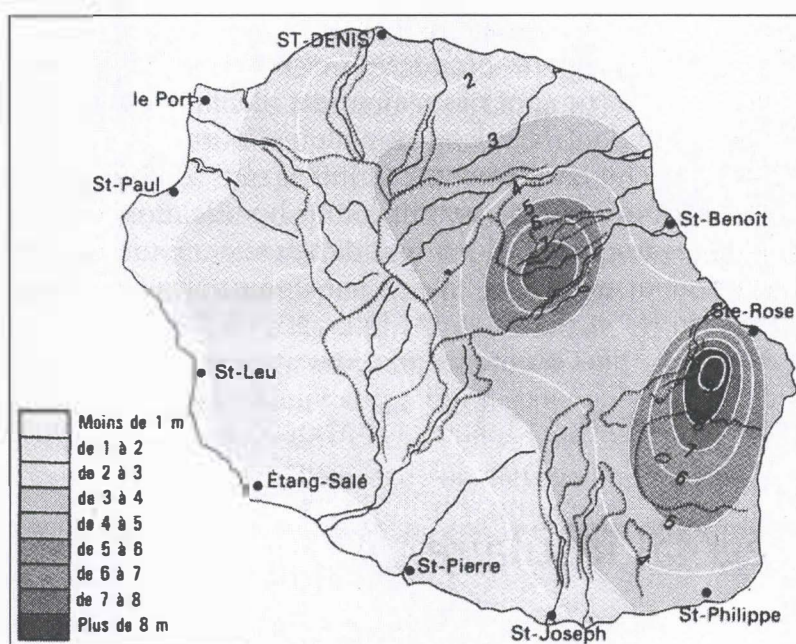 ST-DENIS
le Port
2
3
St-Paul
4
5
6
7
St-Benoît
Ste-Rose
St-Leu
Moins de 1 m
de 1 à 2
de 2 à 3
de 3 à 4
de 4 à 5
de 5 à 6
de 6 à 7
de 7 à 8
Plus de 8 m
Étang-Salé
7
6
5
St-Pierre
St-Philippe
St-Joseph